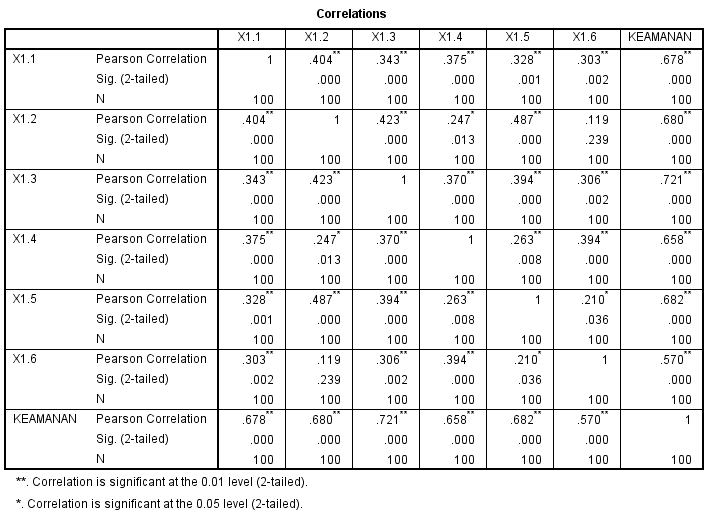 Correlations
X1.1 X1.2 X1.3 X1.4 X1.5 X1.6 KEAMANAN
X1.1 Pearson Correlation 1 .404** .343** .375** .328** .303** .678**
Sig. (2-tailed) .000 .000 .000 .001 .002 .000
N 100 100 100 100 100 100 100
X1.2 Pearson Correlation .404** 1 .423** .247* .487** .119 .680**
Sig. (2-tailed) .000 .000 .013 .000 .239 .000
N 100 100 100 100 100 100 100
X1.3 Pearson Correlation .343** .423** 1 .370** .394** .306** .721**
Sig. (2-tailed) .000 .000 .000 .000 .002 .000
N 100 100 100 100 100 100 100
X1.4 Pearson Correlation .375** .247* .370** 1 .263** .394** .658**
Sig. (2-tailed) .000 .013 .000 .008 .000 .000
N 100 100 100 100 100 100 100
X1.5 Pearson Correlation .328** .487** .394** .263** 1 .210* .682**
Sig. (2-tailed) .001 .000 .000 .008 .036 .000
N 100 100 100 100 100 100 100
X1.6 Pearson Correlation .303** .119 .306** .394** .210* 1 .570**
Sig. (2-tailed) .002 .239 .002 .000 .036 .000
N 100 100 100 100 100 100 100
KEAMANAN Pearson Correlation .678** .680** .721** .658** .682** .570** 1
Sig. (2-tailed) .000 .000 .000 .000 .000 .000
N 100 100 100 100 100 100 100
**. Correlation is significant at the 0.01 level (2-tailed).
*. Correlation is significant at the 0.05 level (2-tailed).